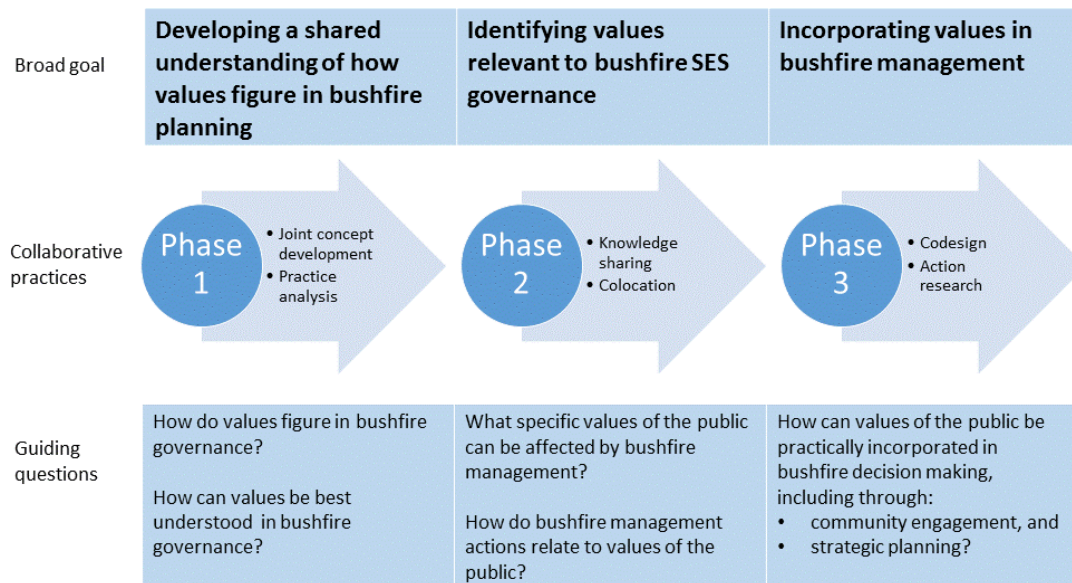 Broad goal
Developing a shared
understanding of how
values figure in bushfire
planning
Identifying values
relevant to bushfire SES
governance
Incorporating values in
bushfire management
Collaborative
practices
Phase
1
• Joint concept
development
• Practice
analysis
Phase
2
• Knowledge
sharing
• Colocation
Phase
3
• Codesign
• Action
research
Guiding
questions
How do values figure in bushfire
governance?
How can values be best
understood in bushfire
governance?
What specific values of the public
can be affected by bushfire
management?
How do bushfire management
actions relate to values of the
public?
How can values of the public be
practically incorporated in
bushfire decision making,
including through:
• community engagement, and
• strategic planning?